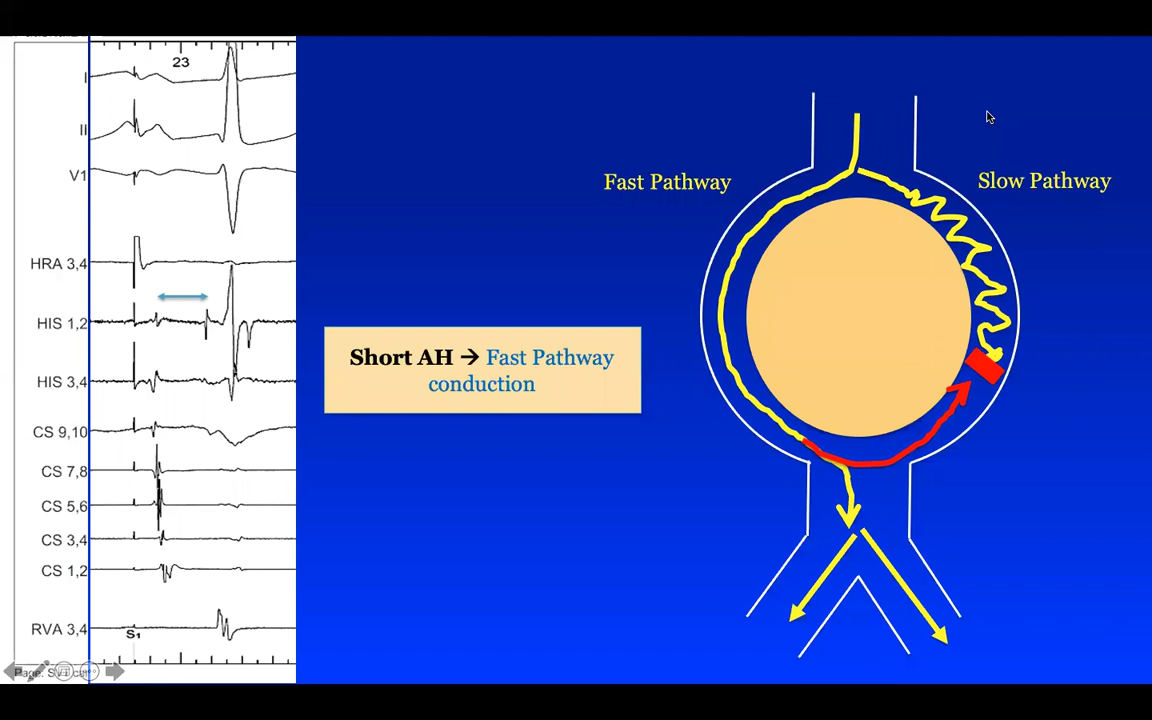 23
I
II
V1
HRA 3,4
HIS 1,2
HIS 3,4
CS 9,10
CS 7,8
CS 5,6
CS 3,4
CS 1,2
RVA 3,4
S1
Short AH → Fast Pathway
conduction
Fast Pathway
Slow Pathway